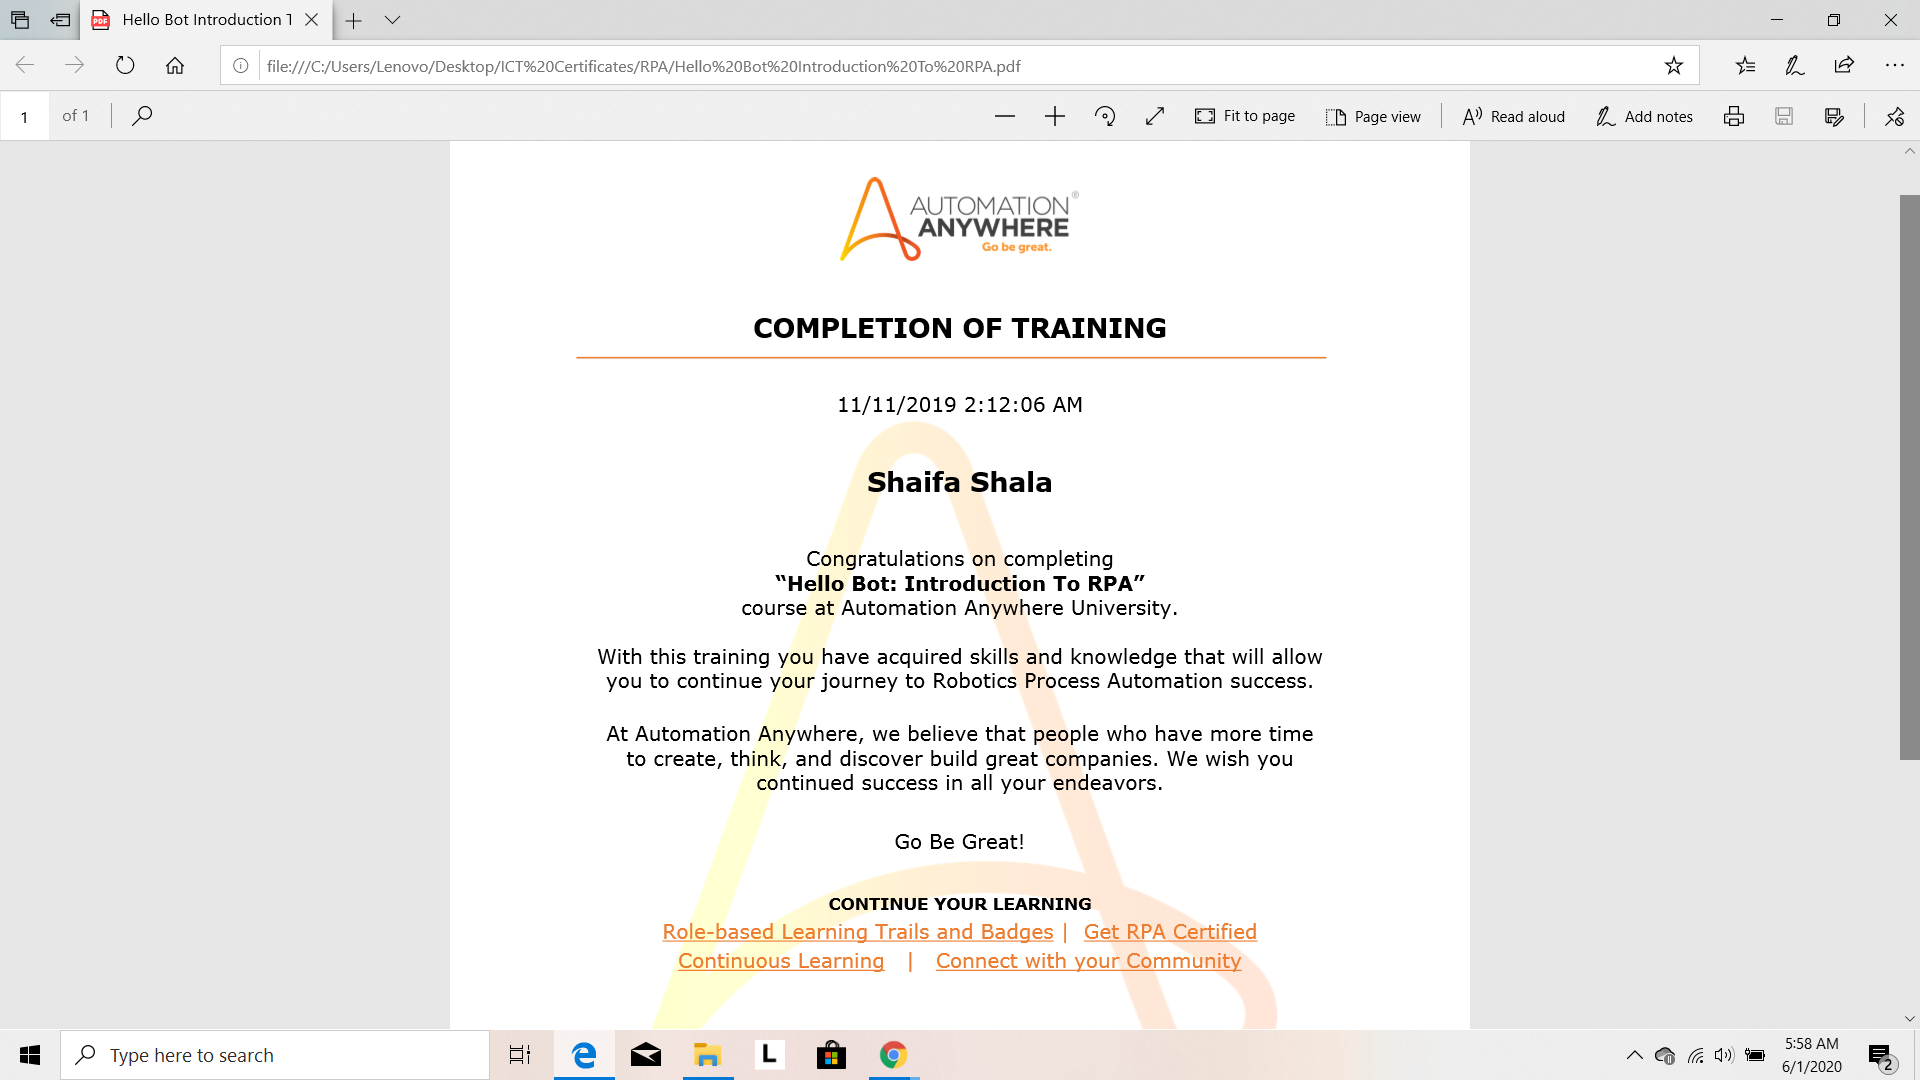 Hello Bot Introduction T
file:///C:/Users/Lenovo/Desktop/ICT%20Certificates/RPA/Hello%20Bot%20Introduction%20To%20RPA.pdf
1 of 1
Fit to page
Page view
Read aloud
Add notes
AUTOMATION®
ANYWHERE
Go be great.
COMPLETION OF TRAINING
11/11/2019 2:12:06 AM
Shaifa Shala
Congratulations on completing
“Hello Bot: Introduction To RPA”
course at Automation Anywhere University.
With this training you have acquired skills and knowledge that will allow
you to continue your journey to Robotics Process Automation success.
At Automation Anywhere, we believe that people who have more time
to create, think, and discover build great companies. We wish you
continued success in all your endeavors.
Go Be Great!
CONTINUE YOUR LEARNING
Role-based Learning Trails and Badges | Get RPA Certified
Continuous Learning | Connect with your Community
Type here to search
L
5:58 AM
6/1/2020
2